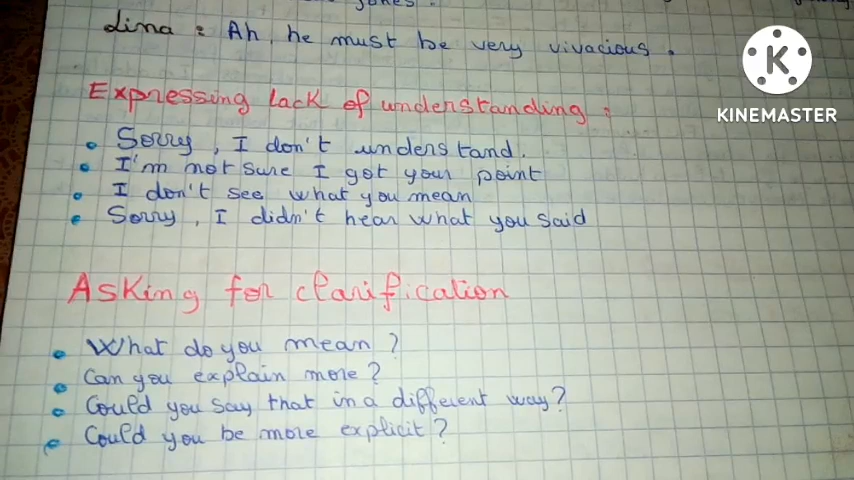 jokes.
Lina : Ah, he must be very vivacious.
K
KINEMASTER
Expressing lack of understanding :
• Sorry, I don't understand.
• I'm not sure I got your point
• I don't see what you mean
• Sorry, I didn't hear what you said
Asking for clarification
• What do you mean ?
• Can you explain more ?
• Could you say that in a different way ?
• Could you be more explicit ?